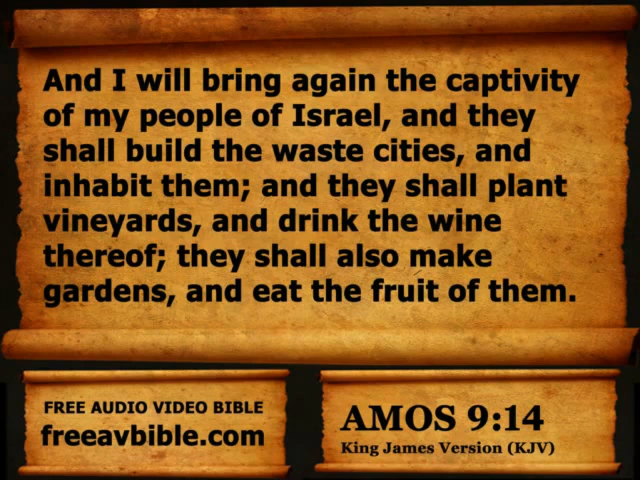 And I will bring again the captivity
of my people of Israel, and they
shall build the waste cities, and
inhabit them; and they shall plant
vineyards, and drink the wine
thereof; they shall also make
gardens, and eat the fruit of them.
FREE AUDIO VIDEO BIBLE
freeavbible.com
AMOS 9:14
King James Version (KJV)